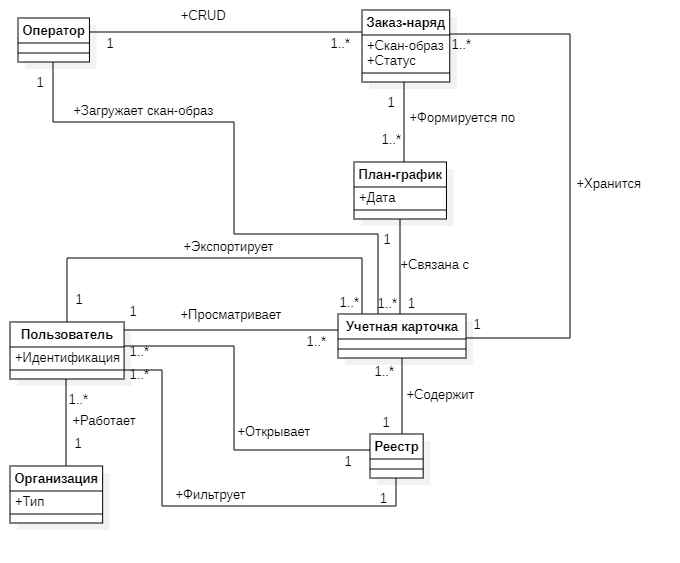 +CRUD
Оператор
1
1..*
Заказ-наряд
+Скан-образ
+Статус
1..*
1
+Загружает скан-образ
1
+Формируется по
1..*
План-график
+Дата
+Хранится
1
+Экспортирует
+Связана с
1
1..*
1..*
1
1
+Просматривает
Пользователь
+Идентификация
1..*
Учетная карточка
1
1..*
1..*
1..*
1..*
+Содержит
+Работает
1
+Открывает
1
Реестр
1
Организация
+Тип
+Фильтрует
1